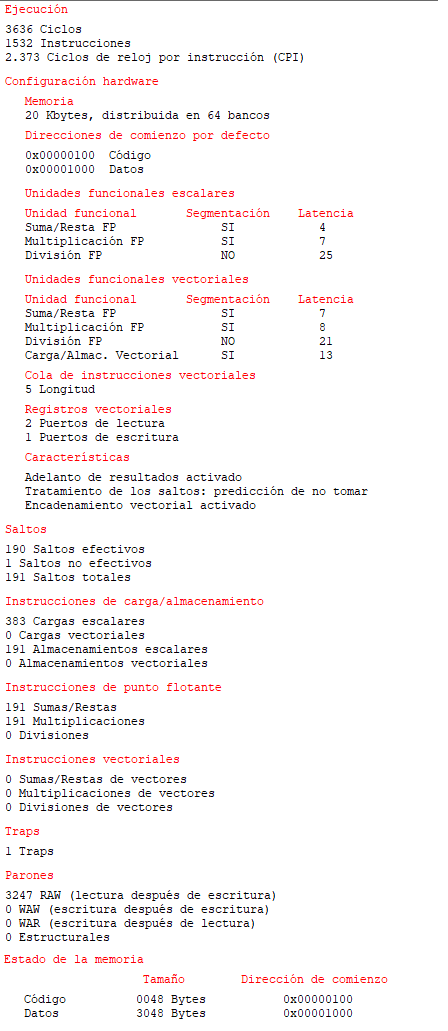 Ejecución
3636 Ciclos
1532 Instrucciones
2.373 Ciclos de reloj por instrucción (CPI)
Configuración hardware
Memoria
20 Kbytes, distribuida en 64 bancos
Direcciones de comienzo por defecto
0x00000100 Código
0x00001000 Datos
Unidades funcionales escalares
Unidad funcional Segmentación Latencia
Suma/Resta FP SI 4
Multiplicación FP SI 7
División FP NO 25
Unidades funcionales vectoriales
Unidad funcional Segmentación Latencia
Suma/Resta FP SI 7
Multiplicación FP SI 8
División FP NO 21
Carga/Almac. Vectorial SI 13
Cola de instrucciones vectoriales
5 Longitud
Registros vectoriales
2 Puertos de lectura
1 Puertos de escritura
Características
Adelanto de resultados activado
Tratamiento de los saltos: predicción de no tomar
Encadenamiento vectorial activado
Saltos
190 Saltos efectivos
1 Saltos no efectivos
191 Saltos totales
Instrucciones de carga/almacenamiento
383 Cargas escalares
0 Cargas vectoriales
191 Almacenamientos escalares
0 Almacenamientos vectoriales
Instrucciones de punto flotante
191 Sumas/Restas
191 Multiplicaciones
0 Divisiones
Instrucciones vectoriales
0 Sumas/Restas de vectores
0 Multiplicaciones de vectores
0 Divisiones de vectores
Traps
1 Traps
Parones
3247 RAW (lectura después de escritura)
0 WAW (escritura después de escritura)
0 WAR (escritura después de lectura)
0 Estructurales
Estado de la memoria
Tamaño Dirección de comienzo
Código 0048 Bytes 0x00000100
Datos 3048 Bytes 0x00001000